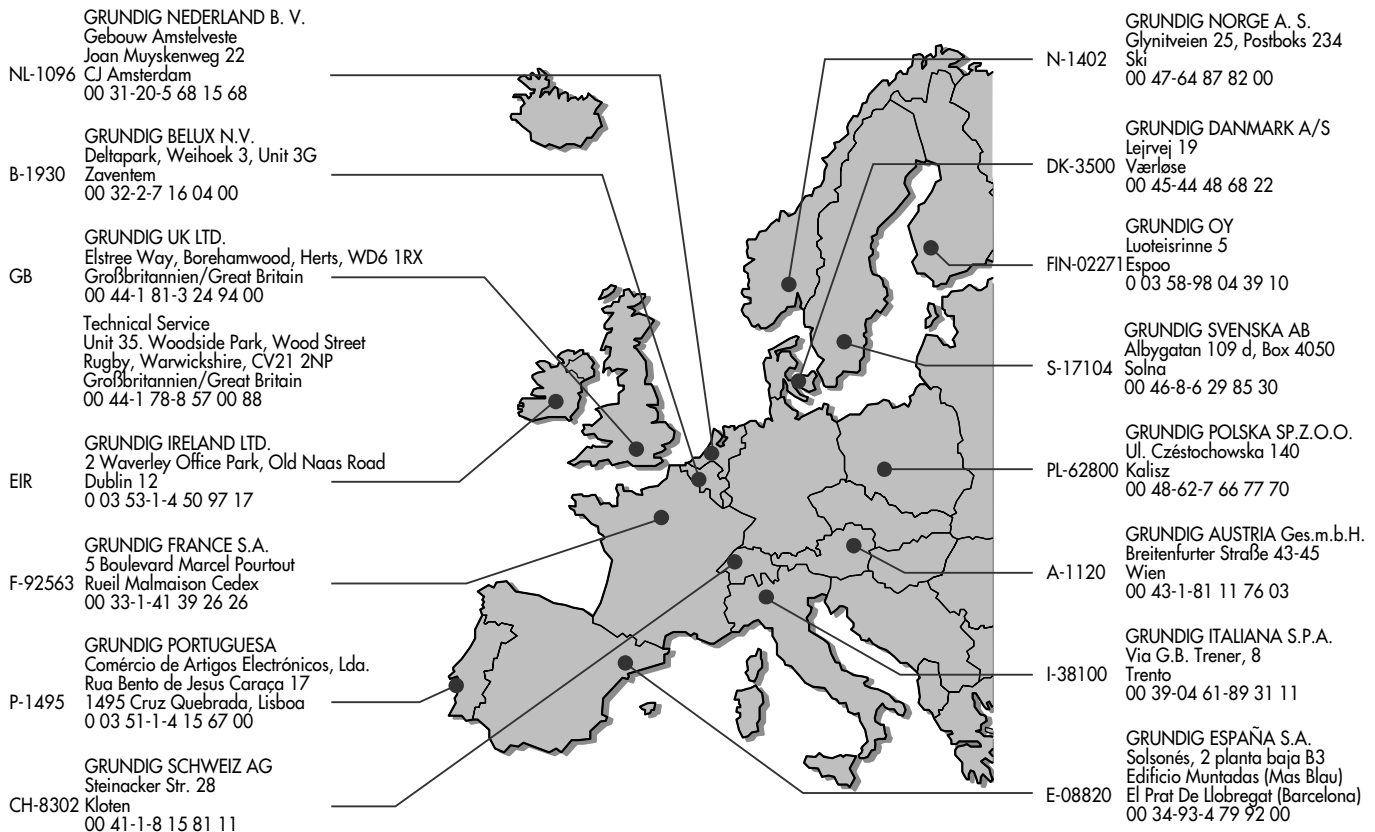 GRUNDIG NEDERLAND B. V.
Gebouw Amstelveste
Joan Muyskenweg 22
NL-1096 CJ Amsterdam
00 31-20-5 68 15 68
GRUNDIG BELUX N.V.
Deltapark, Weihoek 3, Unit 3G
B-1930 Zaventem
00 32-2-7 16 04 00
GRUNDIG UK LTD.
Elstree Way, Borehamwood, Herts, WD6 1RX
GB Großbritannien/Great Britain
00 44-1 81-3 24 94 00
Technical Service
Unit 35. Woodside Park, Wood Street
Rugby, Warwickshire, CV21 2NP
Großbritannien/Great Britain
00 44-1 78-8 57 00 88
GRUNDIG IRELAND LTD.
2 Waverley Office Park, Old Naas Road
EIR Dublin 12
0 03 53-1-4 50 97 17
GRUNDIG FRANCE S.A.
5 Boulevard Marcel Pourtout
F-92563 Rueil Malmaison Cedex
00 33-1-41 39 26 26
GRUNDIG PORTUGUESA
Comércio de Artigos Electrónicos, Lda.
Rua Bento de Jesus Caraça 17
P-1495 1495 Cruz Quebrada, Lisboa
0 03 51-1-4 15 67 00
GRUNDIG SCHWEIZ AG
Steinacker Str. 28
CH-8302 Kloten
00 41-1-8 15 81 11
GRUNDIG NORGE A. S.
Glynitveien 25, Postboks 234
N-1402 Ski
00 47-64 87 82 00
GRUNDIG DANMARK A/S
Lejrvej 19
DK-3500 Værløse
00 45-44 48 68 22
GRUNDIG OY
Luoteisrinne 5
FIN-02271 Espoo
0 03 58-98 04 39 10
GRUNDIG SVENSKA AB
Albygatan 109 d, Box 4050
S-17104 Solna
00 46-8-6 29 85 30
GRUNDIG POLSKA SP.Z.O.O.
Ul. Czéstochowska 140
PL-62800 Kalisz
00 48-62-7 66 77 70
GRUNDIG AUSTRIA Ges.m.b.H.
Breitenfurter Straße 43-45
A-1120 Wien
00 43-1-81 11 76 03
GRUNDIG ITALIANA S.P.A.
Via G.B. Trener, 8
I-38100 Trento
00 39-04 61-89 31 11
GRUNDIG ESPAÑA S.A.
Solsonés, 2 planta baja B3
Edificio Muntadas (Mas Blau)
E-08820 El Prat De Llobregat (Barcelona)
00 34-93-4 79 92 00